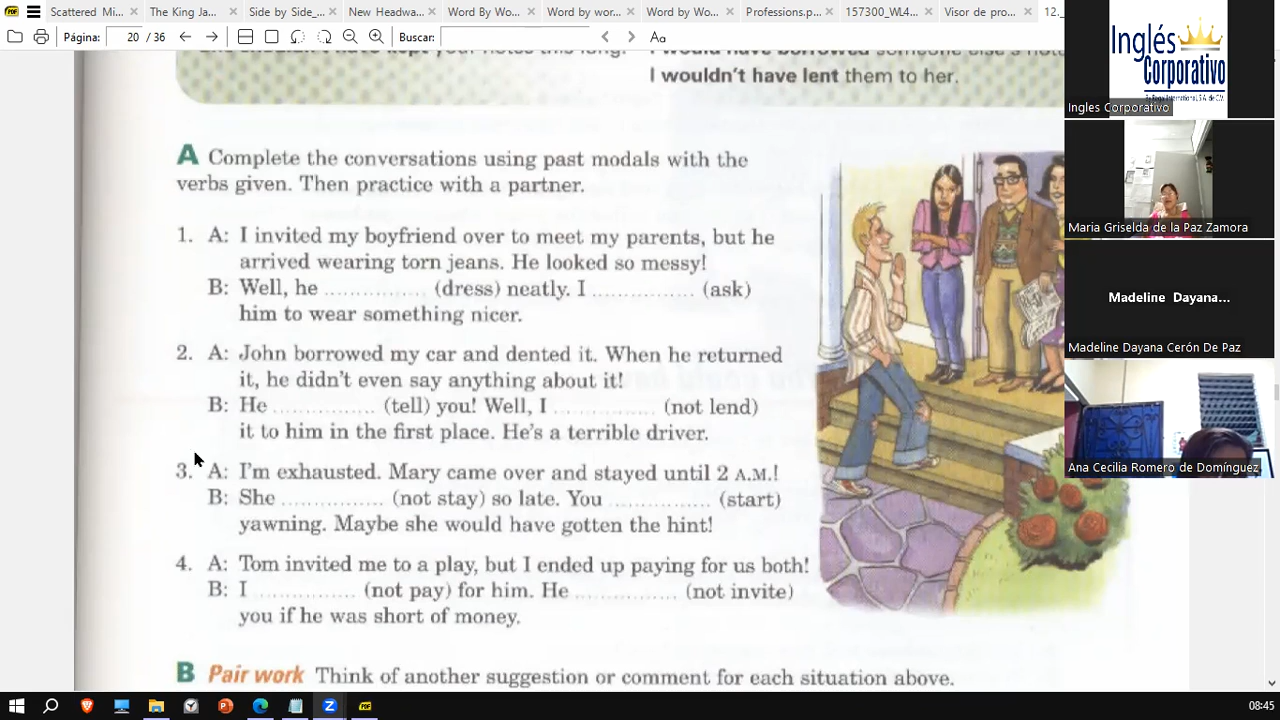 Scattered Mi...
The King Ja...
Side by Side_...
New Headwa...
Word By Wo...
Word by wor...
Word by Wo...
Professions.p...
157300_WL4...
Visor de pro...
12._
Página: 20 / 36
Buscar:
Aa
your notes this long.
I would have borrowed someone else's
I wouldn't have lent them to her.
A Complete the conversations using past modals with the
verbs given. Then practice with a partner.
1. A: I invited my boyfriend over to meet my parents, but he
arrived wearing torn jeans. He looked so messy!
B: Well, he .............. (dress) neatly. I .............. (ask)
him to wear something nicer.
2. A: John borrowed my car and dented it. When he returned
it, he didn't even say anything about it!
B: He .............. (tell) you! Well, I .............. (not lend)
it to him in the first place. He's a terrible driver.
3. A: I'm exhausted. Mary came over and stayed until 2 A.M.!
B: She .............. (not stay) so late. You .............. (start)
yawning. Maybe she would have gotten the hint!
4. A: Tom invited me to a play, but I ended up paying for us both!
B: I .............. (not pay) for him. He .............. (not invite)
you if he was short of money.
B Pair work Think of another suggestion or comment for each situation above.
Inglés
Corporativo
Ingles Corporativo
Maria Griselda de la Paz Zamora
Madeline Dayana...
Madeline Dayana Cerón De Paz
Ana Cecilia Romero de Domínguez
08:45